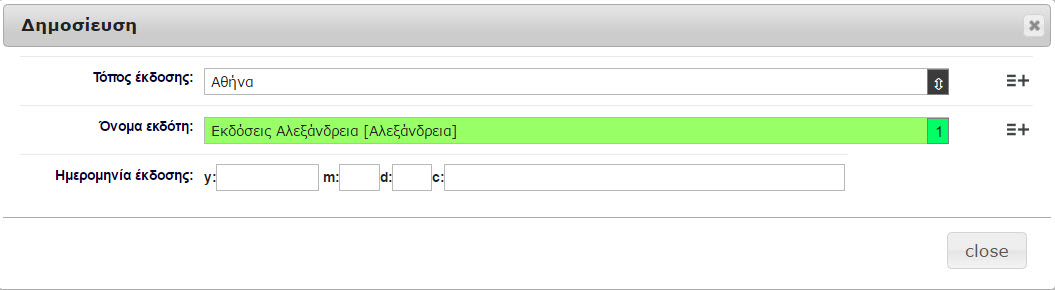 Δημοσίευση
Τόπος έκδοσης: Αθήνα
Όνομα εκδότη: Εκδόσεις Αλεξάνδρεια [Αλεξάνδρεια] 1
Ημερομηνία έκδοσης: y: m: d: c:
close